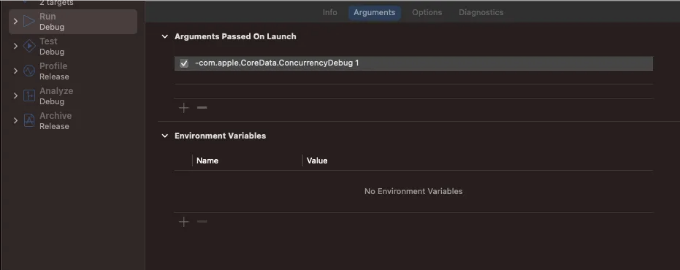 2 targets
Run
Debug
Test
Debug
Profile
Release
Analyze
Debug
Archive
Release
Info Arguments Options Diagnostics
Arguments Passed On Launch
-com.apple.CoreData.ConcurrencyDebug 1
Environment Variables
Name Value
No Environment Variables